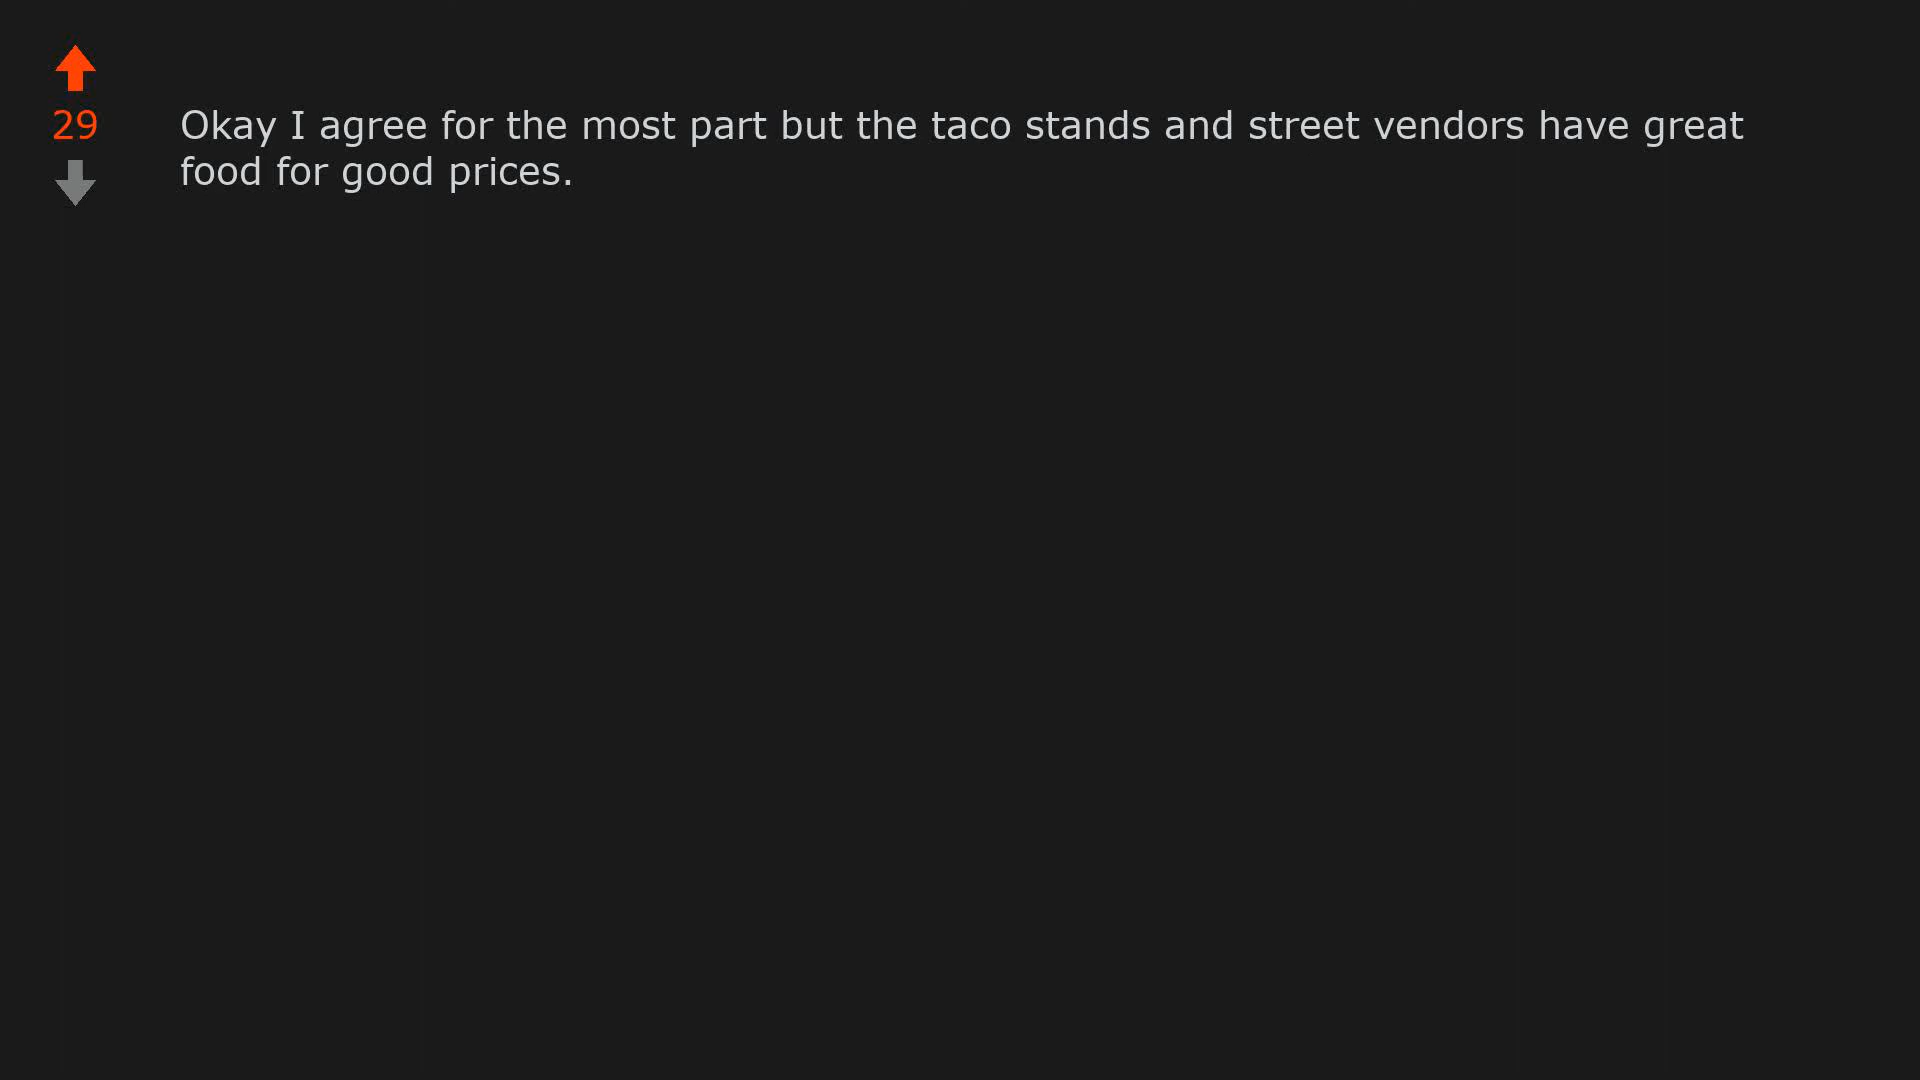 29
Okay I agree for the most part but the taco stands and street vendors have great
food for good prices.